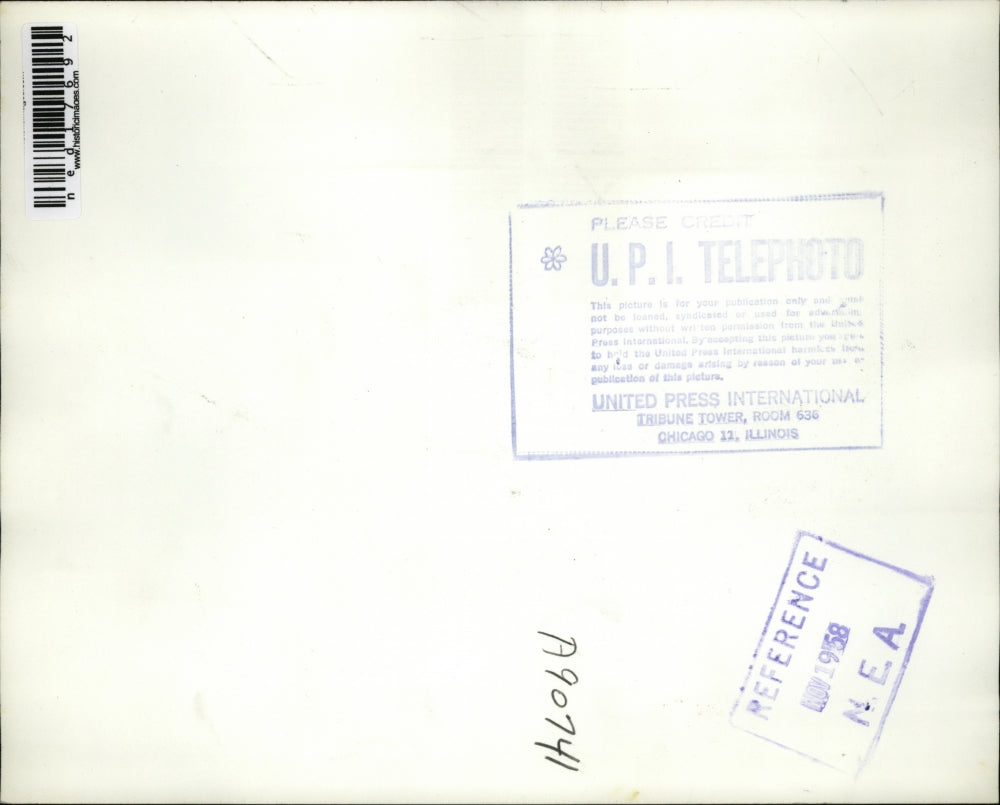 ned17692
www.historicimages.com
PLEASE CREDIT
U. P. I. TELEPHOTO
This picture is for your publication only and must
not be loaned, syndicated or used for advertising
purposes without written permission from the United
Press International. By accepting this picture you agree
to hold the United Press International harmless from
any loss or damage arising by reason of your use or
publication of this picture.
UNITED PRESS INTERNATIONAL
TRIBUNE TOWER, ROOM 636
CHICAGO 11, ILLINOIS
REFERENCE
NOV 1958
N. E. A.
A90741